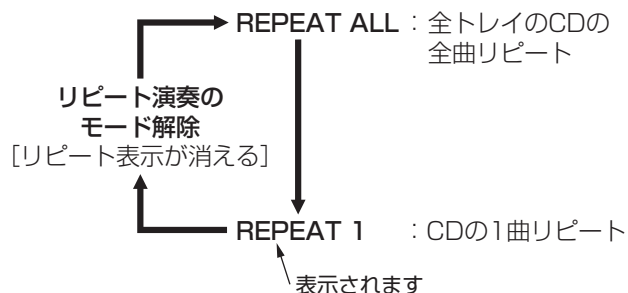 REPEAT ALL：全トレイのCDの
全曲リピート
リピート演奏の
モード解除
［リピート表示が消える］
REPEAT 1 ：CDの1曲リピート
表示されます